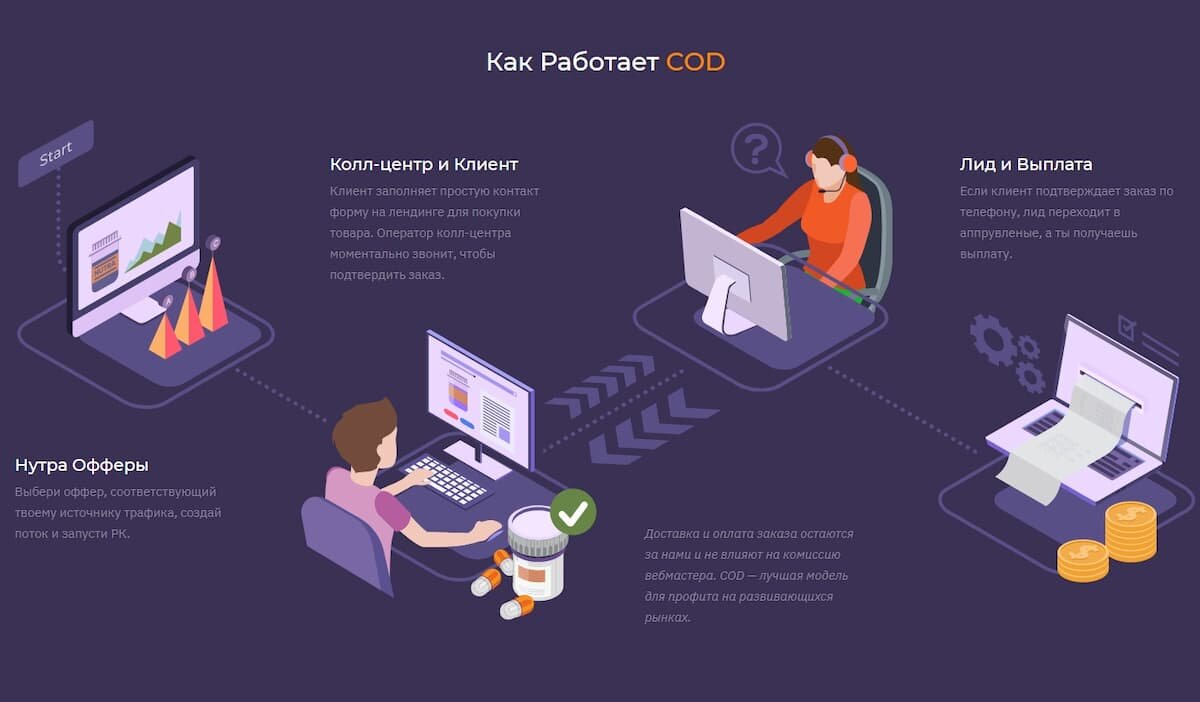 Как Работает COD
Start
Колл-центр и Клиент
Клиент заполняет простую контакт
форму на лендинге для покупки
товара. Оператор колл-центра
моментально звонит, чтобы
подтвердить заказ.
?
Лид и Выплата
Если клиент подтверждает заказ по
телефону, лид переходит в
аппрувленые, а ты получаешь
выплату.
NUTRA
A
B
C
Нутра Офферы
Выбери оффер, соответствующий
твоему источнику трафика, создай
поток и запусти РК.
Доставка и оплата заказа остаются
за нами и не влияют на комиссию
вебмастера. COD — лучшая модель
для профита на развивающихся
рынках.
$
$